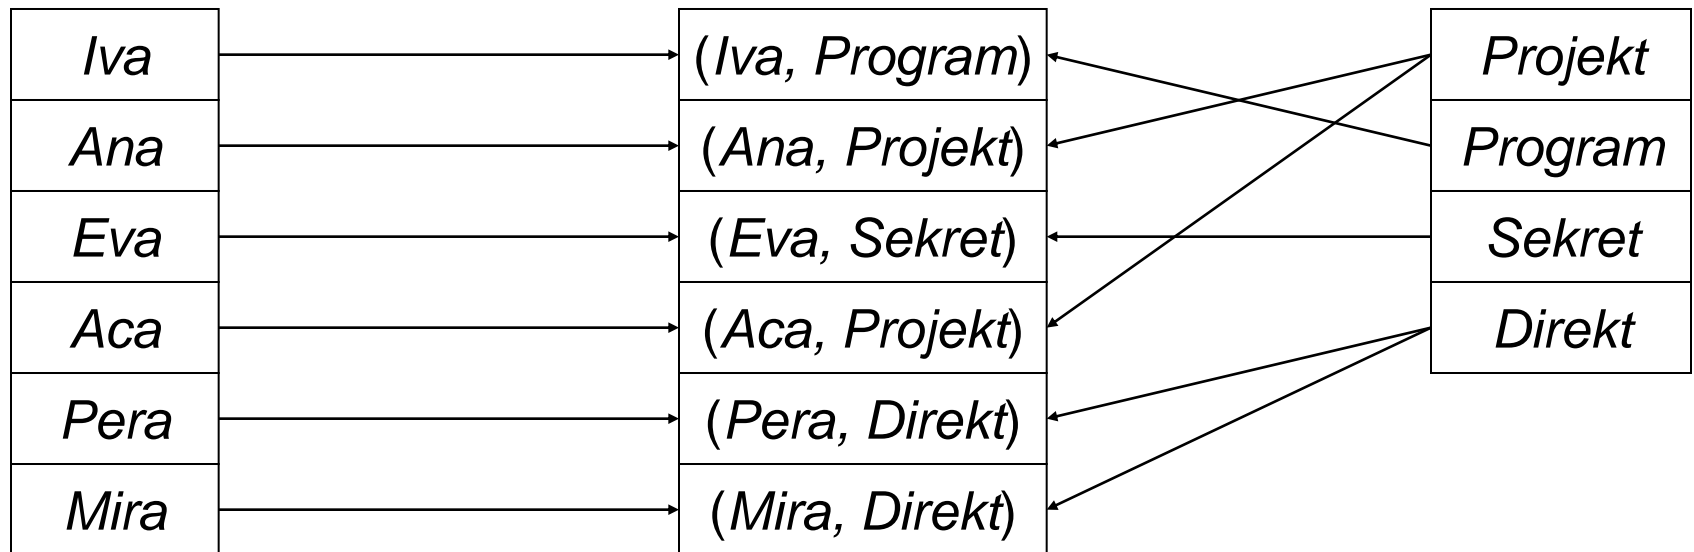 Iva (Iva, Program) Projekt
Ana (Ana, Projekt) Program
Eva (Eva, Sekret) Sekret
Aca (Aca, Projekt) Direkt
Pera (Pera, Direkt)
Mira (Mira, Direkt)